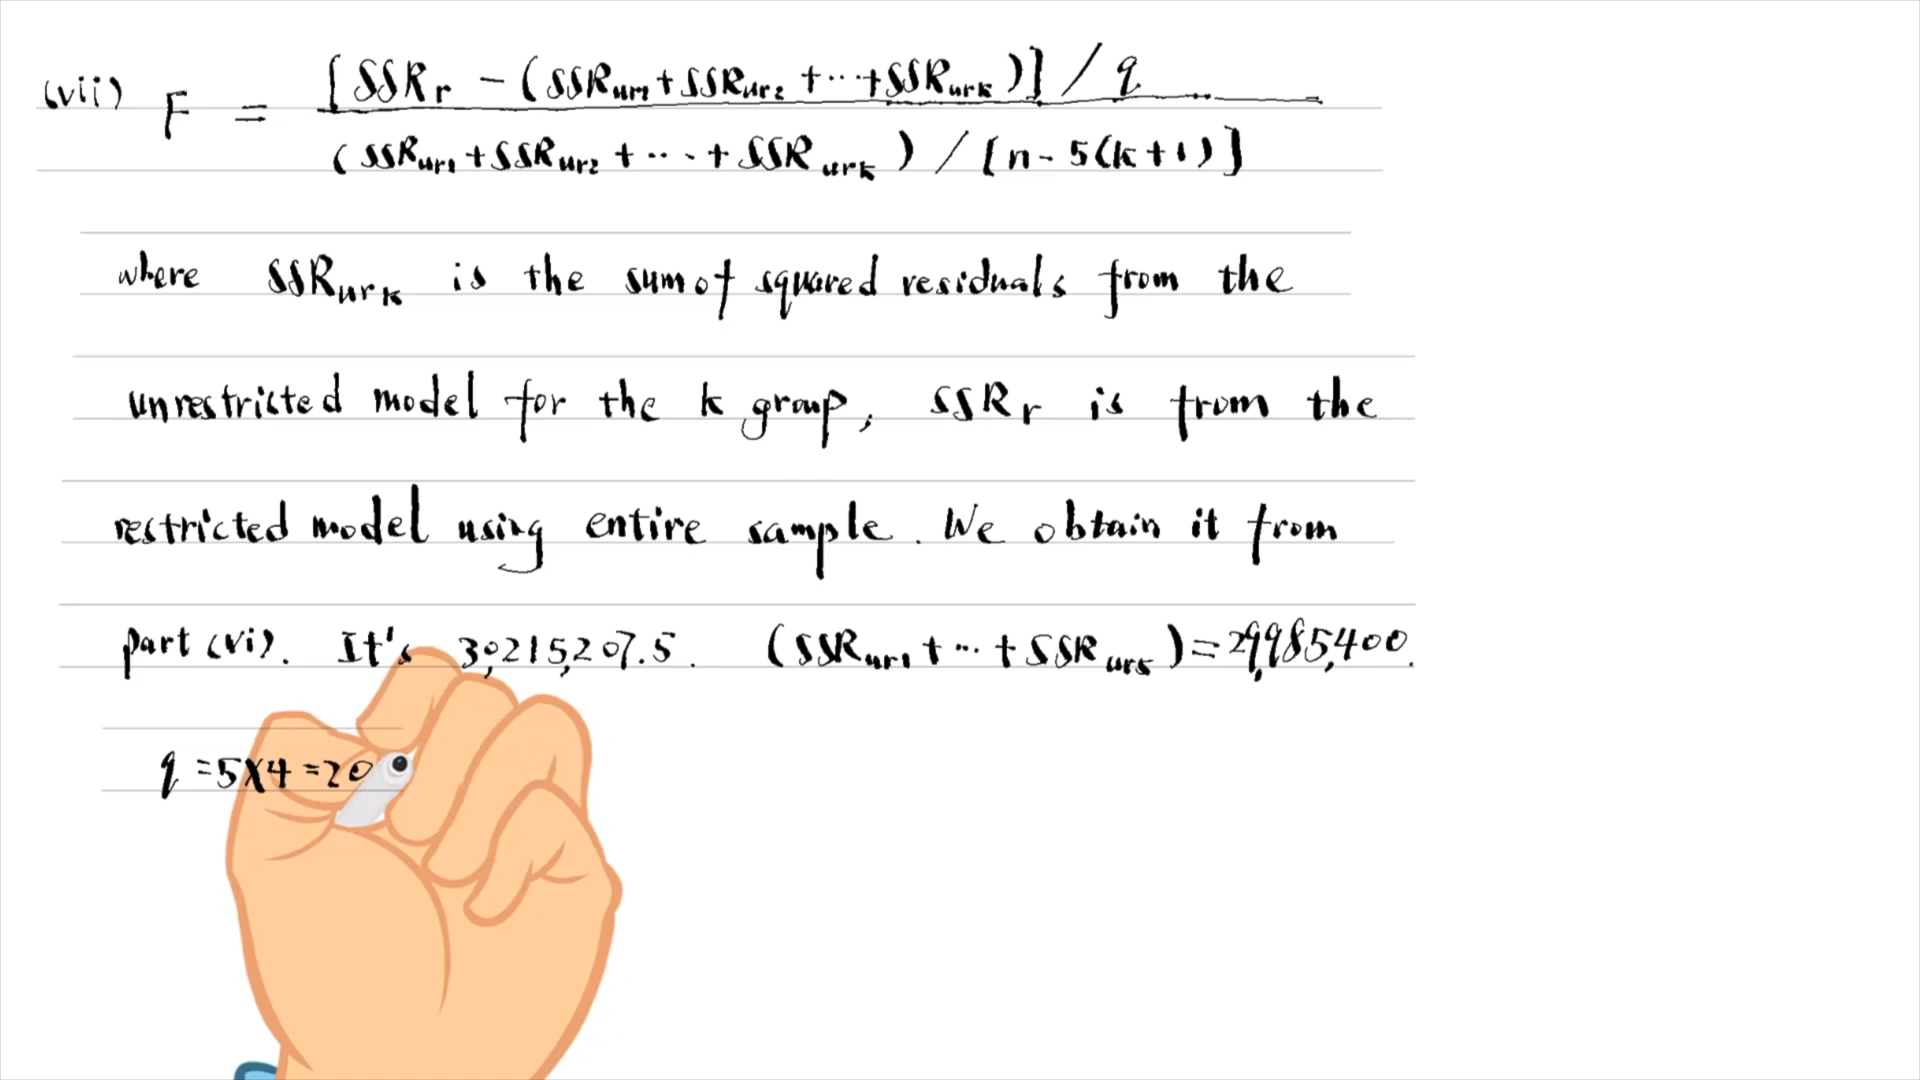 (vii) F = [SSRr - (SSRur1 + SSRur2 + ... + SSRurk)] / q
(SSRur1 + SSRur2 + ... + SSRurk) / [n - 5(k+1)]
where SSRurk is the sum of squared residuals from the
unrestricted model for the k group, SSRr is from the
restricted model using entire sample. We obtain it from
part (vi). It's 30,215,207.5. (SSRur1 + ... + SSRur5) = 29,985,400.
q = 5x4 = 20